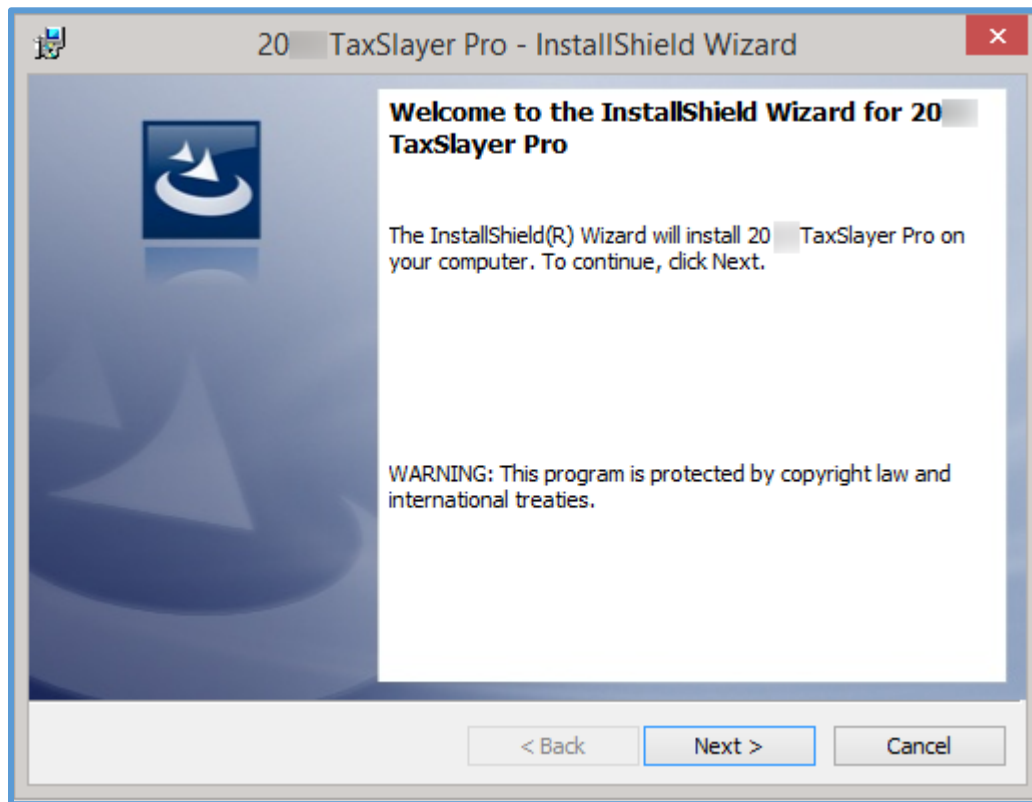 20 TaxSlayer Pro - InstallShield Wizard
Welcome to the InstallShield Wizard for 20
TaxSlayer Pro
The InstallShield(R) Wizard will install 20 TaxSlayer Pro on
your computer. To continue, click Next.
WARNING: This program is protected by copyright law and
international treaties.
< Back Next > Cancel